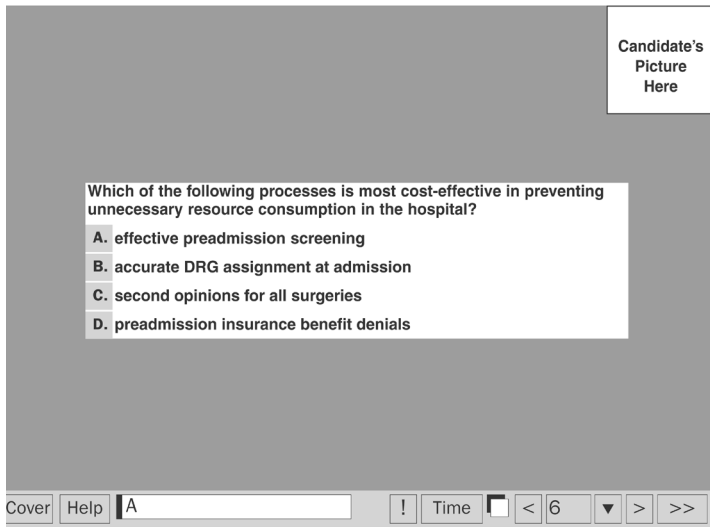 Candidate's
Picture
Here
Which of the following processes is most cost-effective in preventing
unnecessary resource consumption in the hospital?
A. effective preadmission screening
B. accurate DRG assignment at admission
C. second opinions for all surgeries
D. preadmission insurance benefit denials
Cover Help A ! Time < 6 ▼ > >>